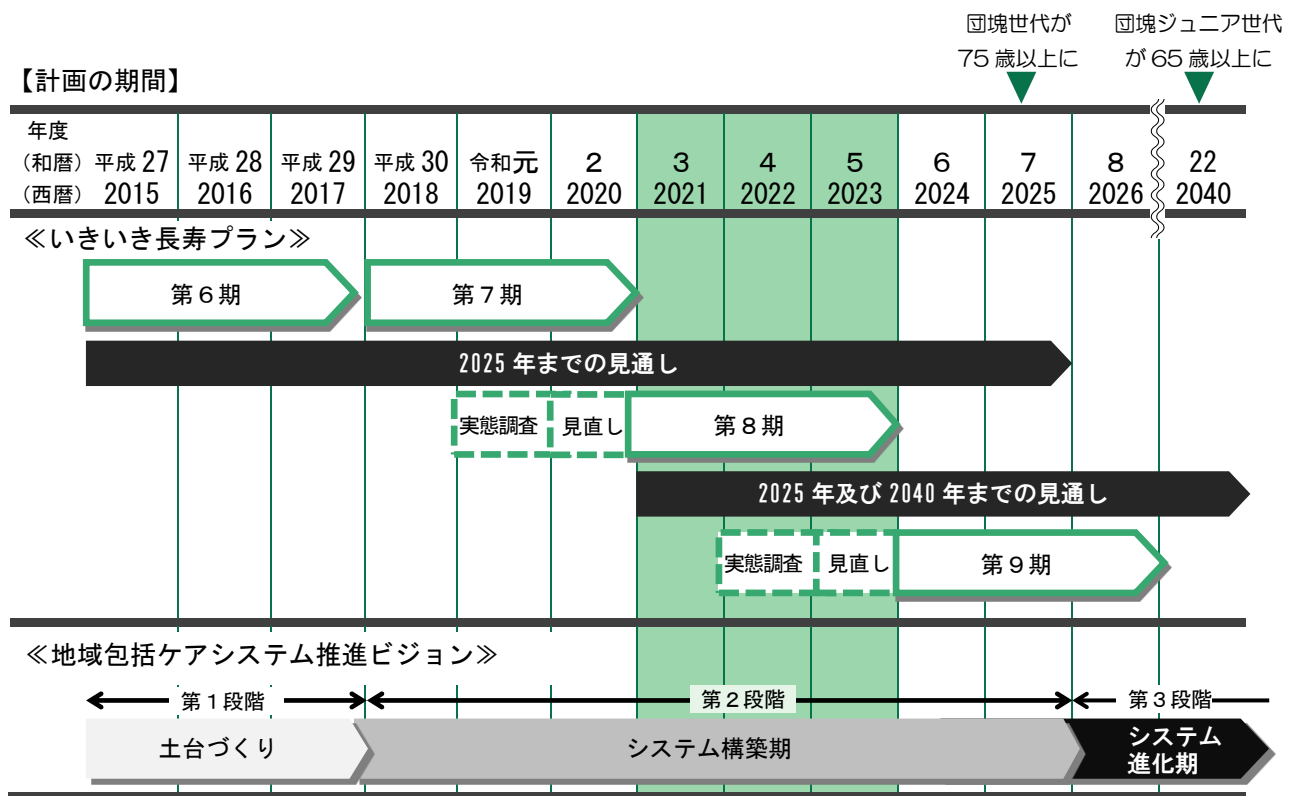 団塊世代が 団塊ジュニア世代
75歳以上に が65歳以上に
【計画の期間】
年度
（和暦） 平成27 平成28 平成29 平成30 令和元 2 3 4 5 6 7 8 22
（西暦） 2015 2016 2017 2018 2019 2020 2021 2022 2023 2024 2025 2026 2040
≪いきいき長寿プラン≫
第６期 第７期
2025年までの見通し
実態調査 見直し 第８期
2025年及び2040年までの見通し
実態調査 見直し 第９期
≪地域包括ケアシステム推進ビジョン≫
第１段階 第２段階 第３段階
土台づくり システム構築期 システム
進化期